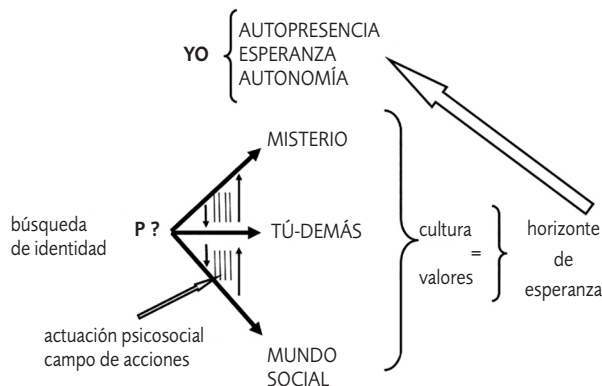 YO
AUTOPRESENCIA
ESPERANZA
AUTONOMÍA
MISTERIO
búsqueda
de identidad
P ?
TÚ-DEMÁS
cultura
=
valores
horizonte
de
esperanza
actuación psicosocial
campo de acciones
MUNDO
SOCIAL